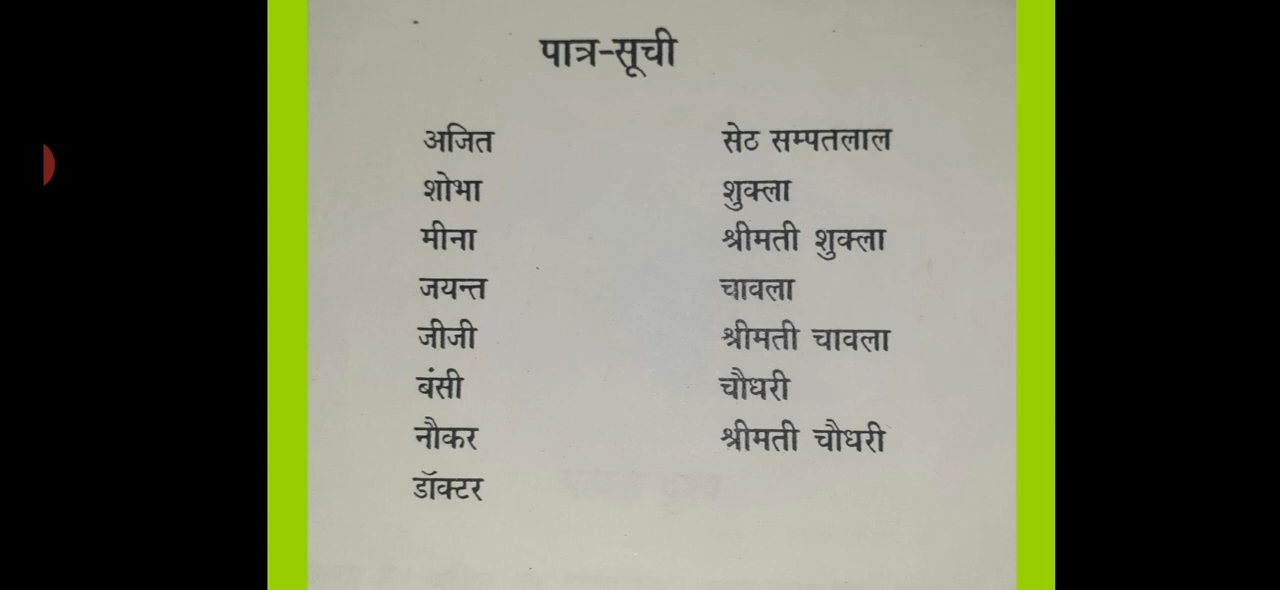 पात्र-सूची
अजित
शोभा
मीना
जयन्त
जीजी
बंसी
नौकर
डॉक्टर
सेठ सम्पतलाल
शुक्ला
श्रीमती शुक्ला
चावला
श्रीमती चावला
चौधरी
श्रीमती चौधरी